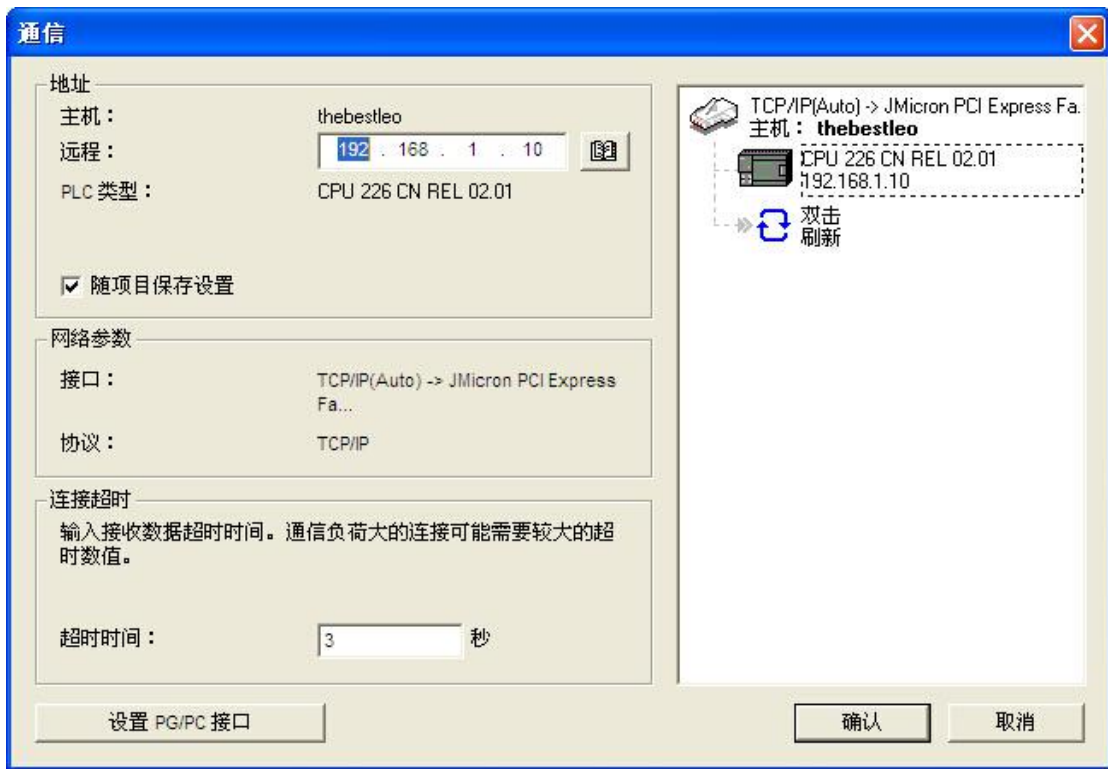 通信
地址
主机： thebestleo
远程： 192 . 168 . 1 . 10
PLC 类型： CPU 226 CN REL 02.01
随项目保存设置
网络参数
接口： TCP/IP(Auto) -> JMicron PCI Express
Fa...
协议： TCP/IP
连接超时
输入接收数据超时时间。通信负荷大的连接可能需要较大的超
时数值。
超时时间： 3 秒
设置 PG/PC 接口
TCP/IP(Auto) -> JMicron PCI Express Fa.
主机： thebestleo
CPU 226 CN REL 02.01
192.168.1.10
双击
刷新
确认
取消